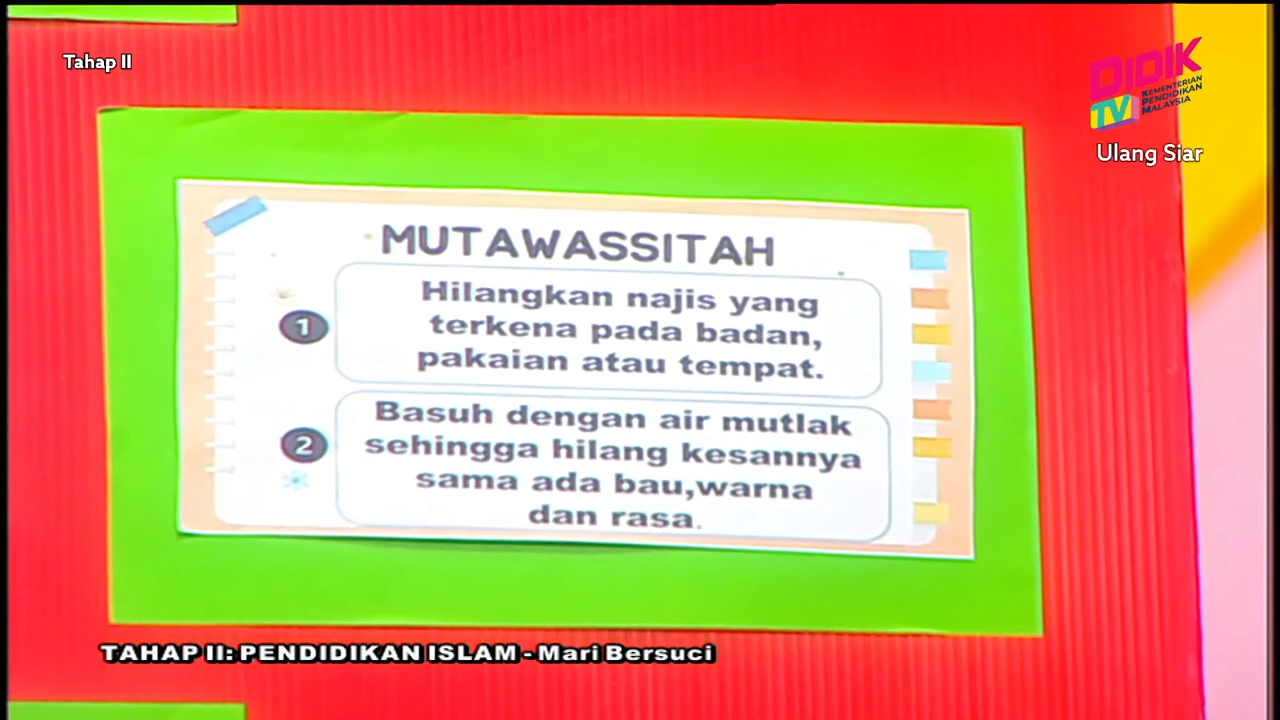 Tahap II
DIDIK
TV
KEMENTERIAN
PENDIDIKAN
MALAYSIA
Ulang Siar
MUTAWASSITAH
1
Hilangkan najis yang
terkena pada badan,
pakaian atau tempat.
2
Basuh dengan air mutlak
sehingga hilang kesannya
sama ada bau,warna
dan rasa.
TAHAP II: PENDIDIKAN ISLAM - Mari Bersuci